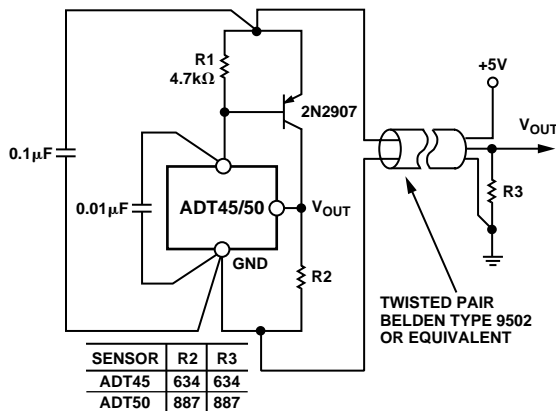 R1
4.7kΩ
2N2907
+5V
VOUT
0.1μF
0.01μF
ADT45/50
VOUT
R3
GND
R2
TWISTED PAIR
BELDEN TYPE 9502
OR EQUIVALENT
SENSOR R2 R3
ADT45 634 634
ADT50 887 887